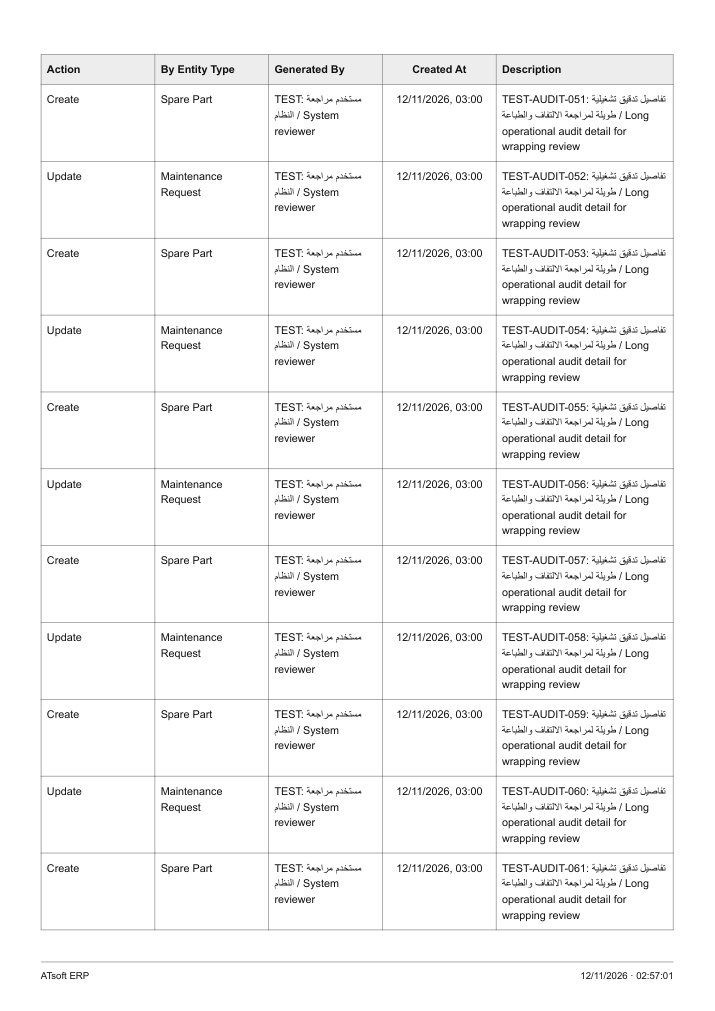 Action By Entity Type Generated By Created At Description
Create Spare Part TEST: مستخدم مراجعة 12/11/2026, 03:00 TEST-AUDIT-051: تفاصيل تدقيق تشغيلية
النظام / System طويلة لمراجعة الالتفاف والطباعة / Long
reviewer operational audit detail for
wrapping review
Update Maintenance TEST: مستخدم مراجعة 12/11/2026, 03:00 TEST-AUDIT-052: تفاصيل تدقيق تشغيلية
Request النظام / System طويلة لمراجعة الالتفاف والطباعة / Long
reviewer operational audit detail for
wrapping review
Create Spare Part TEST: مستخدم مراجعة 12/11/2026, 03:00 TEST-AUDIT-053: تفاصيل تدقيق تشغيلية
النظام / System طويلة لمراجعة الالتفاف والطباعة / Long
reviewer operational audit detail for
wrapping review
Update Maintenance TEST: مستخدم مراجعة 12/11/2026, 03:00 TEST-AUDIT-054: تفاصيل تدقيق تشغيلية
Request النظام / System طويلة لمراجعة الالتفاف والطباعة / Long
reviewer operational audit detail for
wrapping review
Create Spare Part TEST: مستخدم مراجعة 12/11/2026, 03:00 TEST-AUDIT-055: تفاصيل تدقيق تشغيلية
النظام / System طويلة لمراجعة الالتفاف والطباعة / Long
reviewer operational audit detail for
wrapping review
Update Maintenance TEST: مستخدم مراجعة 12/11/2026, 03:00 TEST-AUDIT-056: تفاصيل تدقيق تشغيلية
Request النظام / System طويلة لمراجعة الالتفاف والطباعة / Long
reviewer operational audit detail for
wrapping review
Create Spare Part TEST: مستخدم مراجعة 12/11/2026, 03:00 TEST-AUDIT-057: تفاصيل تدقيق تشغيلية
النظام / System طويلة لمراجعة الالتفاف والطباعة / Long
reviewer operational audit detail for
wrapping review
Update Maintenance TEST: مستخدم مراجعة 12/11/2026, 03:00 TEST-AUDIT-058: تفاصيل تدقيق تشغيلية
Request النظام / System طويلة لمراجعة الالتفاف والطباعة / Long
reviewer operational audit detail for
wrapping review
Create Spare Part TEST: مستخدم مراجعة 12/11/2026, 03:00 TEST-AUDIT-059: تفاصيل تدقيق تشغيلية
النظام / System طويلة لمراجعة الالتفاف والطباعة / Long
reviewer operational audit detail for
wrapping review
Update Maintenance TEST: مستخدم مراجعة 12/11/2026, 03:00 TEST-AUDIT-060: تفاصيل تدقيق تشغيلية
Request النظام / System طويلة لمراجعة الالتفاف والطباعة / Long
reviewer operational audit detail for
wrapping review
Create Spare Part TEST: مستخدم مراجعة 12/11/2026, 03:00 TEST-AUDIT-061: تفاصيل تدقيق تشغيلية
النظام / System طويلة لمراجعة الالتفاف والطباعة / Long
reviewer operational audit detail for
wrapping review
ATsoft ERP 12/11/2026 · 02:57:01